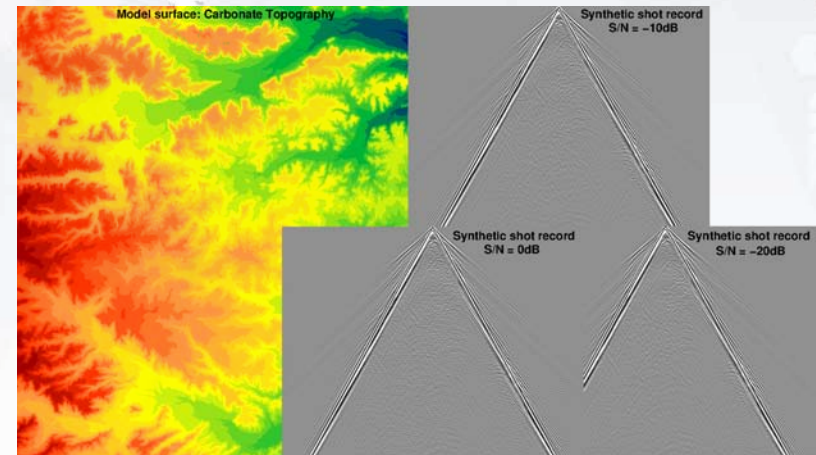 Model surface: Carbonate Topography
Synthetic shot record
S/N = −10dB
Synthetic shot record
S/N = 0dB
Synthetic shot record
S/N = −20dB